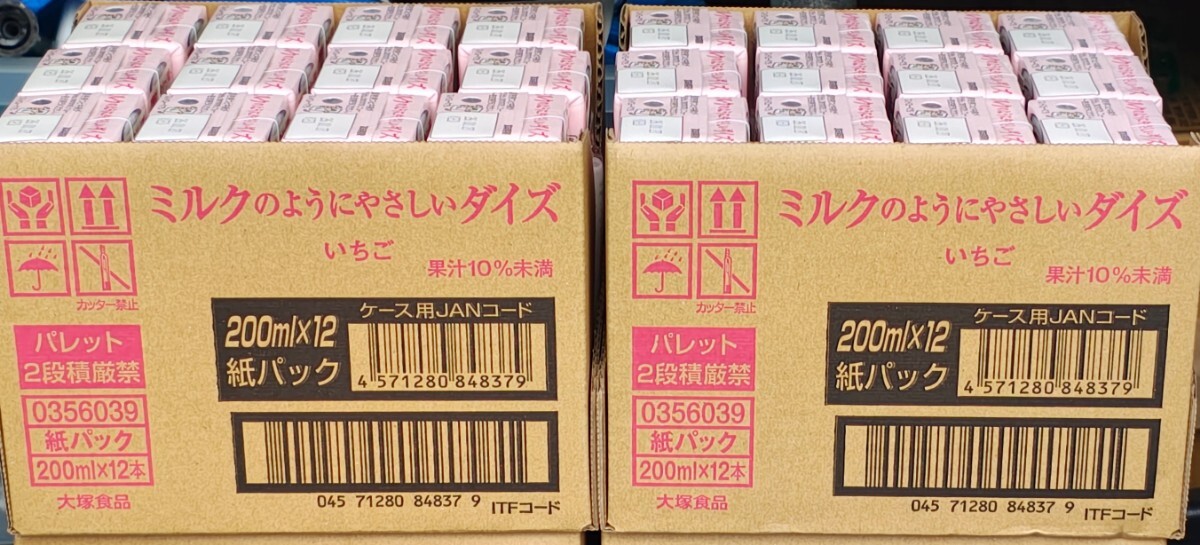 ミルクのようにやさしいダイズ
いちご
果汁10%未満
カッター禁止
パレット
2段積厳禁
0356039
紙パック
200ml×12本
大塚食品
200ml×12
紙パック
ケース用JANコード
4 571280 848379
045 71280 84837 9
ITFコード
ミルクのようにやさしいダイズ
いちご
果汁10%未満
カッター禁止
パレット
2段積厳禁
0356039
紙パック
200ml×12本
大塚食品
200ml×12
紙パック
ケース用JANコード
4 571280 848379
045 71280 84837 9
ITFコード